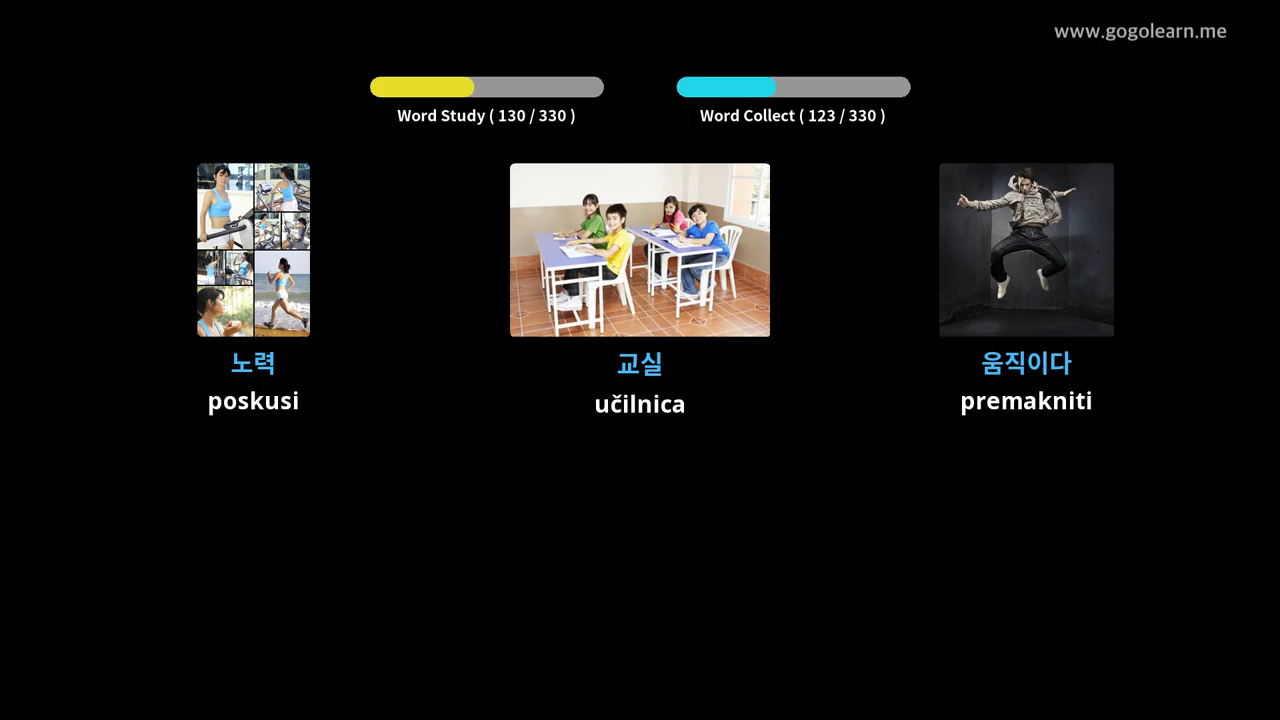 www.gogolearn.me
Word Study ( 130 / 330 )
Word Collect ( 123 / 330 )
노력
교실
움직이다
poskusi
učilnica
premakniti